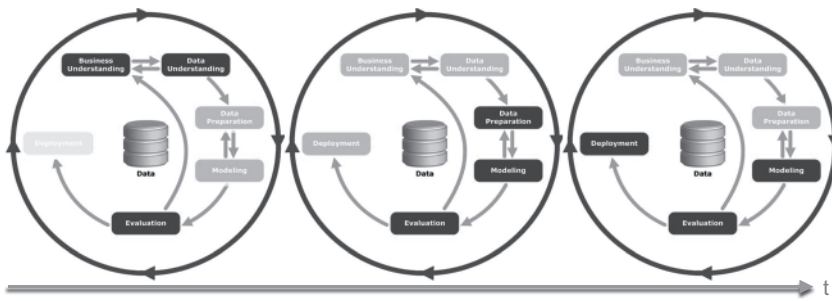 Business
Understanding
Data
Understanding
Data
Preparation
Deployment
Data
Modeling
Evaluation
Business
Understanding
Data
Understanding
Data
Preparation
Deployment
Data
Modeling
Evaluation
Business
Understanding
Data
Understanding
Data
Preparation
Deployment
Data
Modeling
Evaluation
t